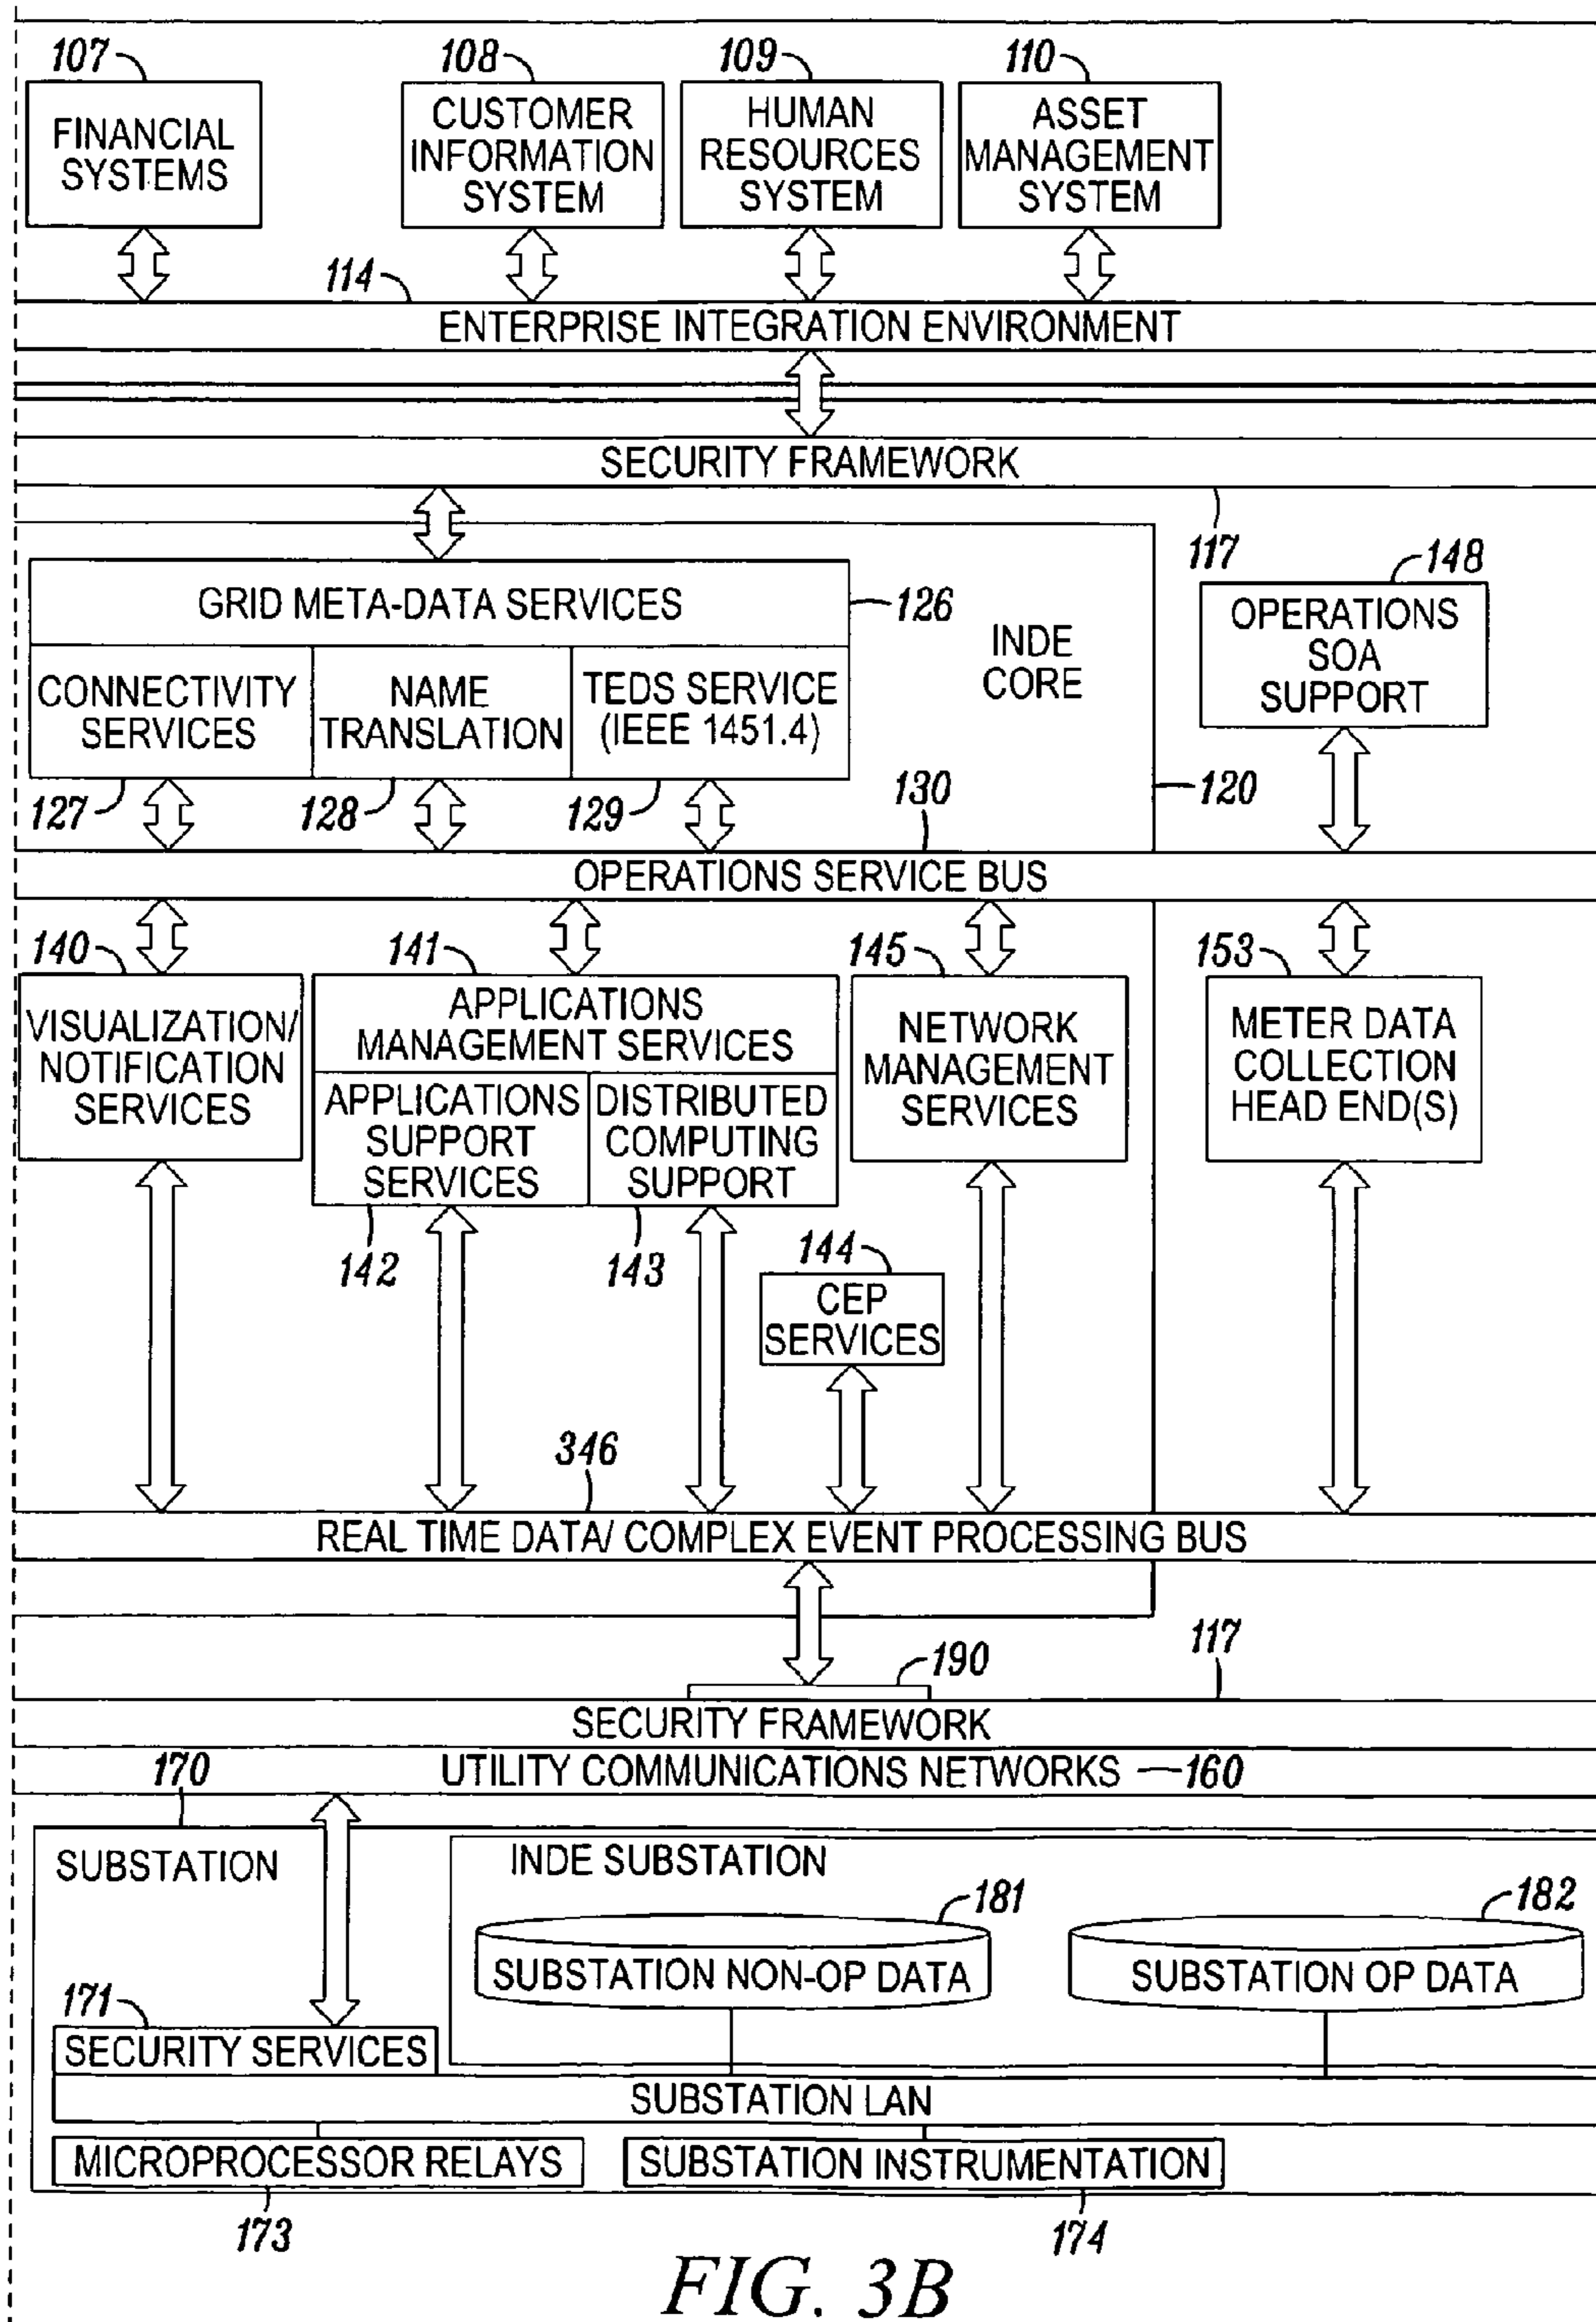 107
108
109
110
FINANCIAL
SYSTEMS
CUSTOMER
INFORMATION
SYSTEM
HUMAN
RESOURCES
SYSTEM
ASSET
MANAGEMENT
SYSTEM
114
ENTERPRISE INTEGRATION ENVIRONMENT
SECURITY FRAMEWORK
117
148
GRID META-DATA SERVICES
126
CONNECTIVITY
SERVICES
NAME
TRANSLATION
TEDS SERVICE
(IEEE 1451.4)
INDE
CORE
OPERATIONS
SOA
SUPPORT
127
128
129
130
120
OPERATIONS SERVICE BUS
140
141
145
153
VISUALIZATION/
NOTIFICATION
SERVICES
APPLICATIONS
MANAGEMENT SERVICES
APPLICATIONS
SUPPORT
SERVICES
DISTRIBUTED
COMPUTING
SUPPORT
NETWORK
MANAGEMENT
SERVICES
METER DATA
COLLECTION
HEAD END(S)
142
143
144
CEP
SERVICES
346
REAL TIME DATA/ COMPLEX EVENT PROCESSING BUS
190
117
SECURITY FRAMEWORK
UTILITY COMMUNICATIONS NETWORKS
160
170
SUBSTATION
INDE SUBSTATION
181
182
SUBSTATION NON-OP DATA
SUBSTATION OP DATA
171
SECURITY SERVICES
SUBSTATION LAN
MICROPROCESSOR RELAYS
SUBSTATION INSTRUMENTATION
173
174
FIG. 3B